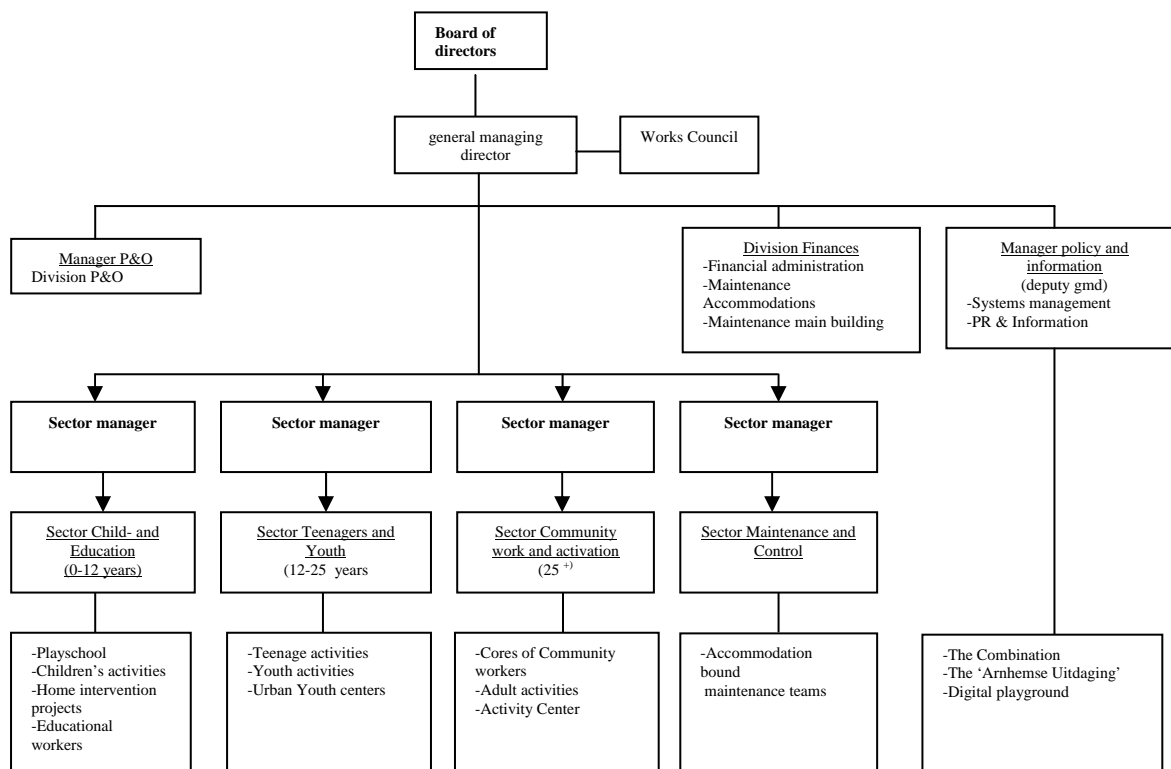 Board of
directors
general managing
director
Works Council
Manager P&O
Division P&O
Division Finances
-Financial administration
-Maintenance
Accommodations
-Maintenance main building
Manager policy and
information
(deputy gmd)
-Systems management
-PR & Information
Sector manager
Sector manager
Sector manager
Sector manager
Sector Child- and
Education
(0-12 years)
Sector Teenagers and
Youth
(12-25 years
Sector Community
work and activation
(25 +)
Sector Maintenance and
Control
-Playschool
-Children’s activities
-Home intervention
projects
-Educational
workers
-Teenage activities
-Youth activities
-Urban Youth centers
-Cores of Community
workers
-Adult activities
-Activity Center
-Accommodation
bound
maintenance teams
-The Combination
-The ‘Arnhemse Uitdaging’
-Digital playground